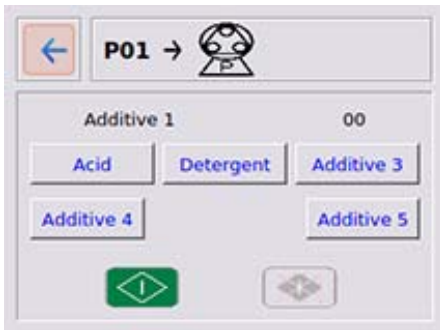 P01 → P
Additive 1 00
Acid Detergent Additive 3
Additive 4 Additive 5
I